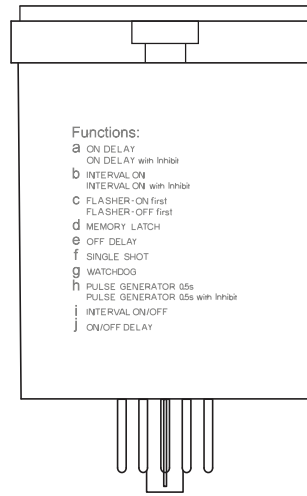 Functions:
a ON DELAY
ON DELAY with Inhibit
b INTERVAL ON
INTERVAL ON with Inhibit
c FLASHER-ON first
FLASHER-OFF first
d MEMORY LATCH
e OFF DELAY
f SINGLE SHOT
g WATCHDOG
h PULSE GENERATOR 0.5s
PULSE GENERATOR 0.5s with Inhibit
i INTERVAL ON/OFF
j ON/OFF DELAY